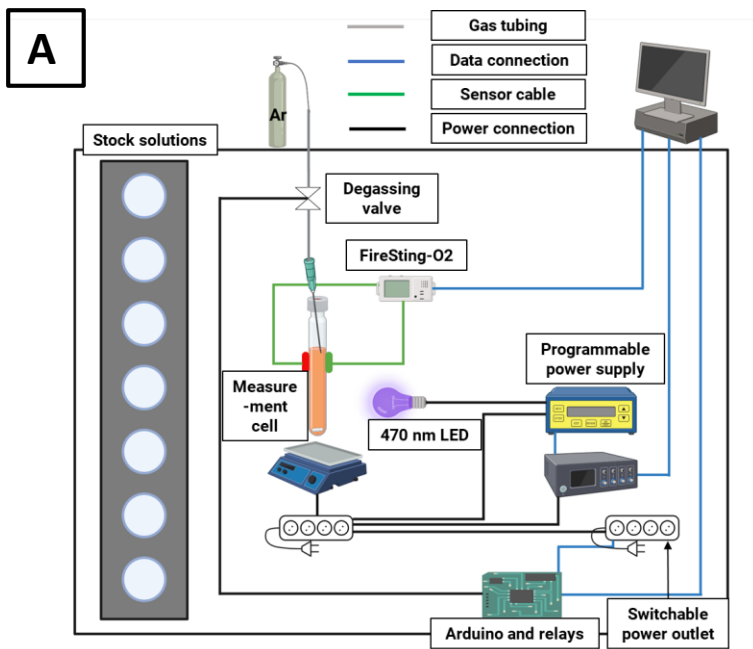 A
Gas tubing
Data connection
Sensor cable
Power connection
Ar
Stock solutions
Degassing
valve
FireSting-O2
Programmable
power supply
Measure
-ment
cell
470 nm LED
Switchable
power outlet
Arduino and relays